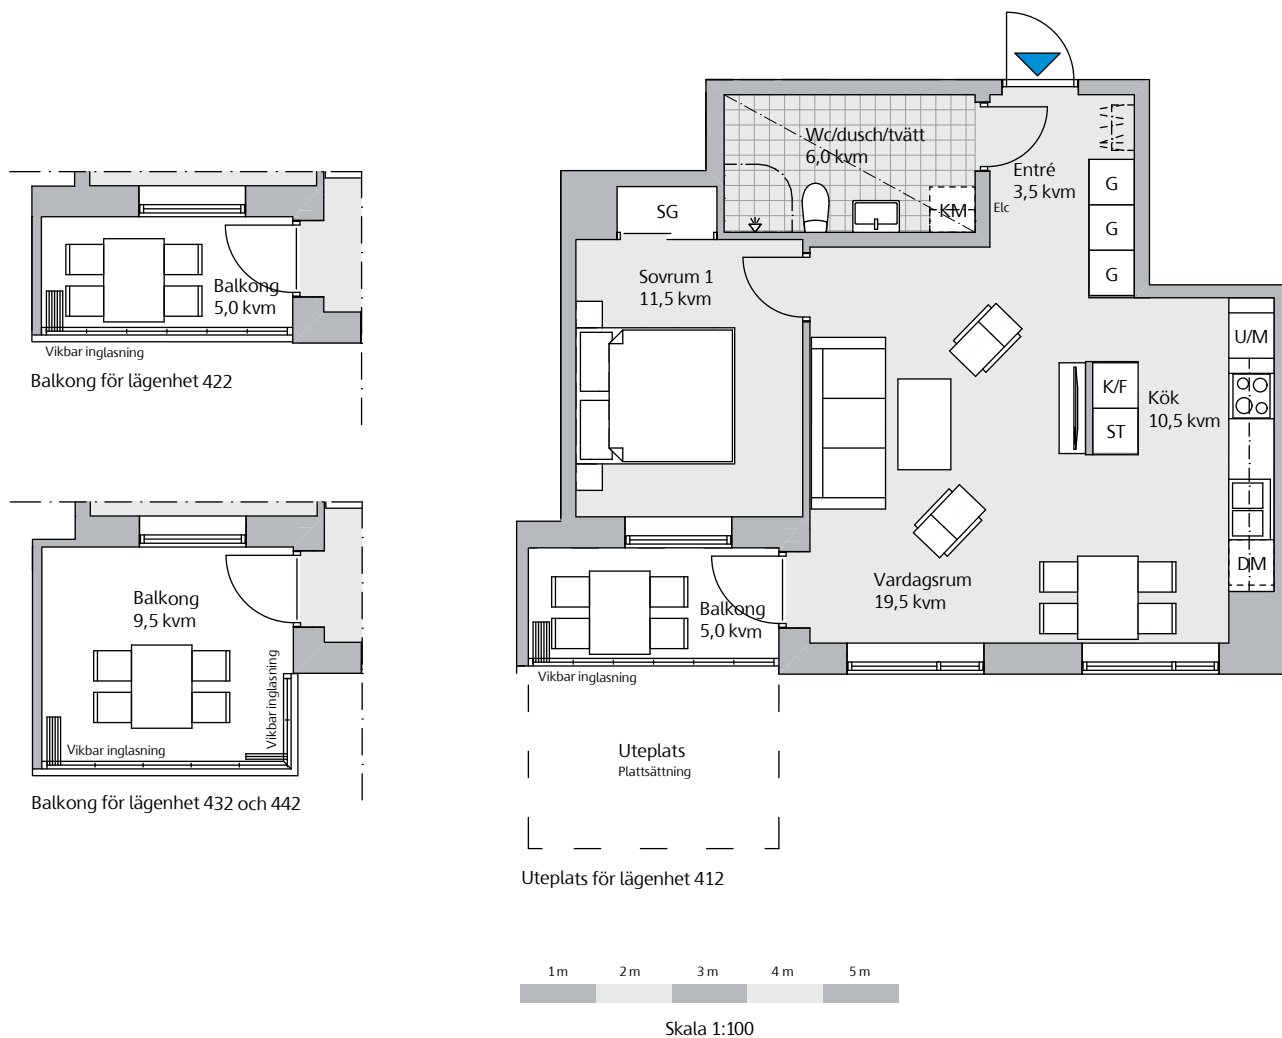 Wc/dusch/tvätt
6,0 kvm
Entré
3,5 kvm
Elc
KM
G
G
G
SG
Sovrum 1
11,5 kvm
U/M
K/F
ST
Kök
10,5 kvm
DM
Vardagsrum
19,5 kvm
Balkong
5,0 kvm
Vikbar inglasning
Uteplats
Plattsättning
Uteplats för lägenhet 412
Balkong
5,0 kvm
Vikbar inglasning
Balkong för lägenhet 422
Balkong
9,5 kvm
Vikbar inglasning
Vikbar inglasning
Balkong för lägenhet 432 och 442
1 m 2 m 3 m 4 m 5 m
Skala 1:100